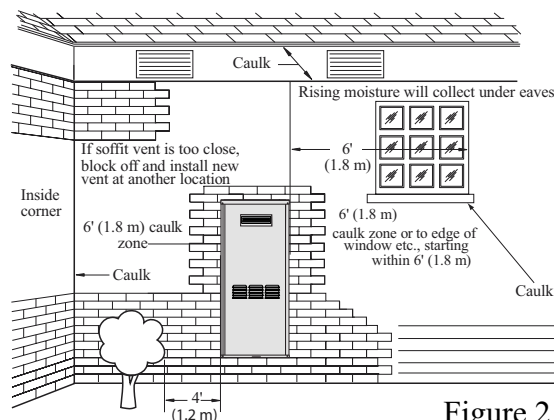 Caulk
Rising moisture will collect under eaves
If soffit vent is too close,
block off and install new
vent at another location
6'
(1.8 m)
Inside
corner
6' (1.8 m) caulk
zone
6' (1.8 m)
caulk zone or to edge of
window etc., starting
within 6' (1.8 m)
Caulk
Caulk
4'
(1.2 m)
Figure 2